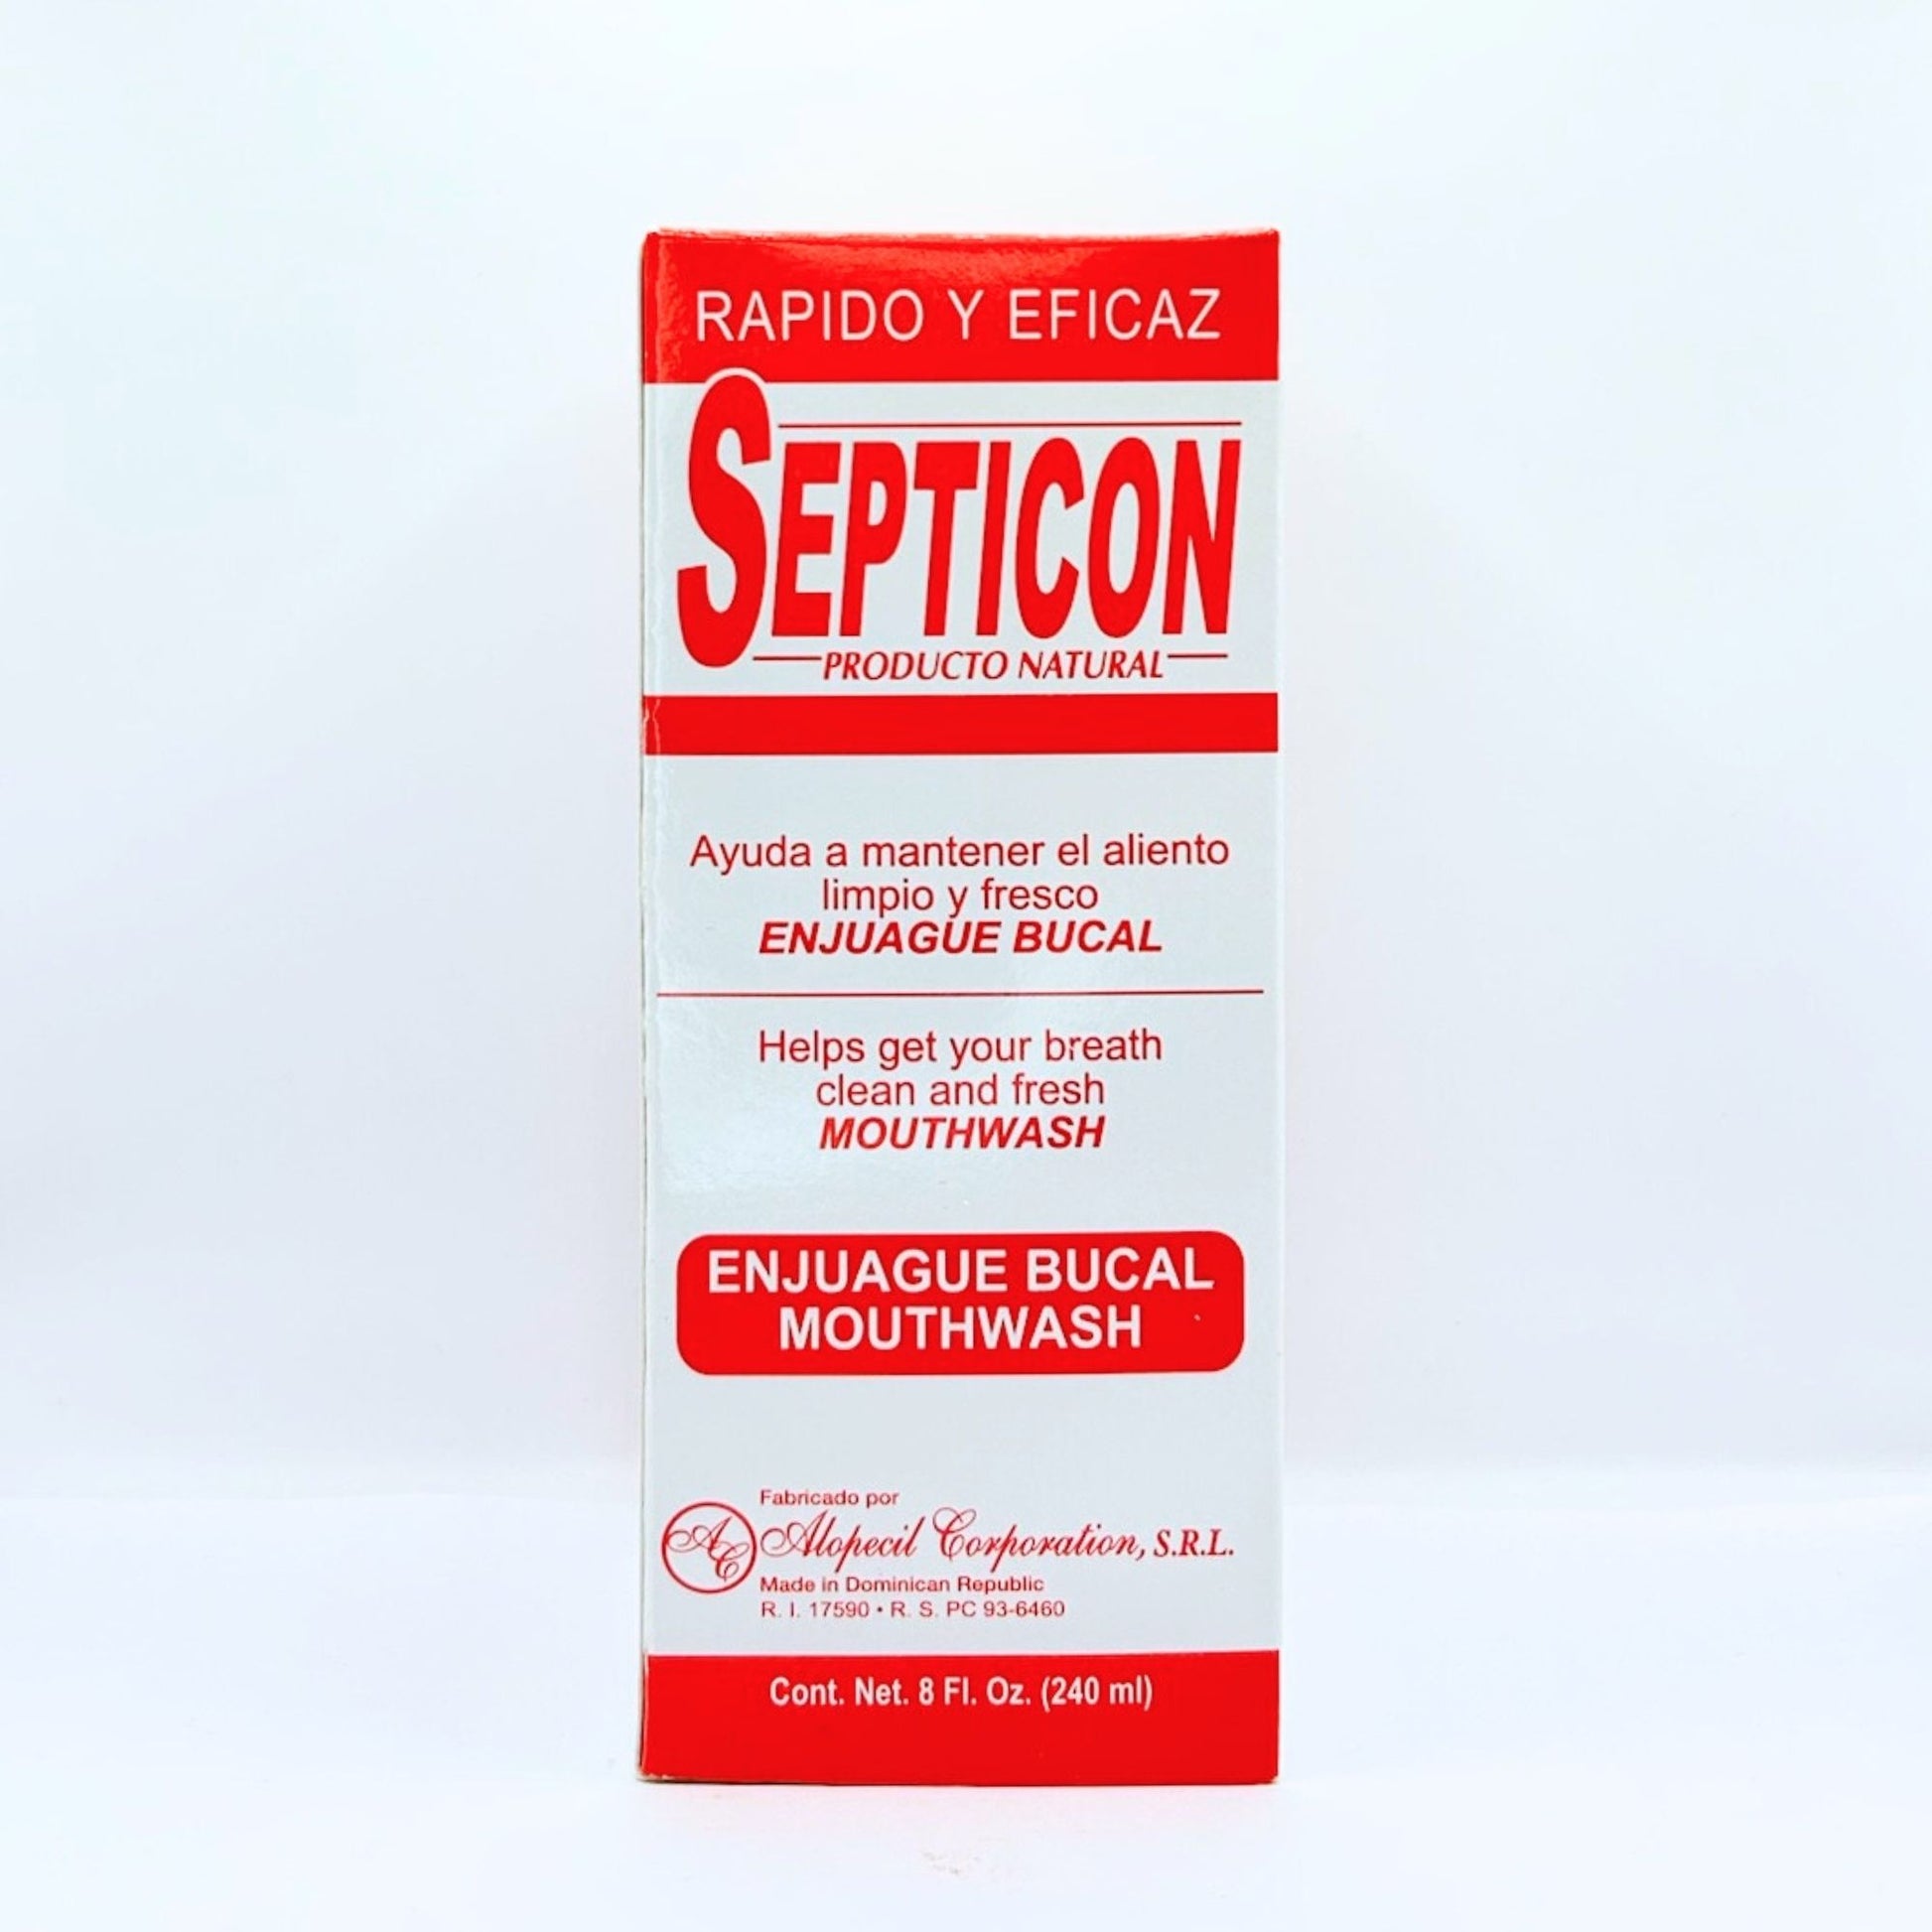 RAPIDO Y EFICAZ
SEPTICON
PRODUCTO NATURAL
Ayuda a mantener el aliento
limpio y fresco
ENJUAGUE BUCAL
Helps get your breath
clean and fresh
MOUTHWASH
ENJUAGUE BUCAL
MOUTHWASH
Fabricado por
AC Alopecil Corporation, S.R.L.
Made in Dominican Republic
R. I. 17590 • R. S. PC 93-6460
Cont. Net. 8 Fl. Oz. (240 ml)